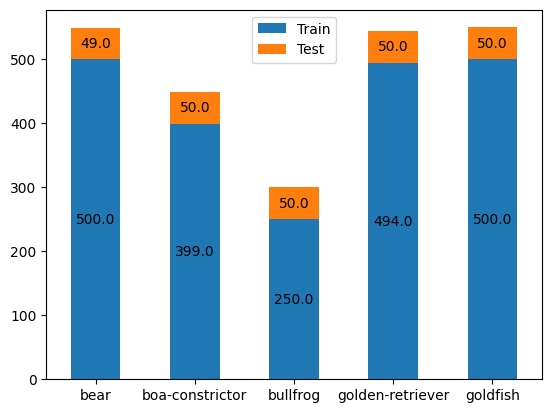 Train
Test
49.0
50.0
50.0
50.0
50.0
500.0
399.0
250.0
494.0
500.0
500
400
300
200
100
0
bear
boa-constrictor
bullfrog
golden-retriever
goldfish